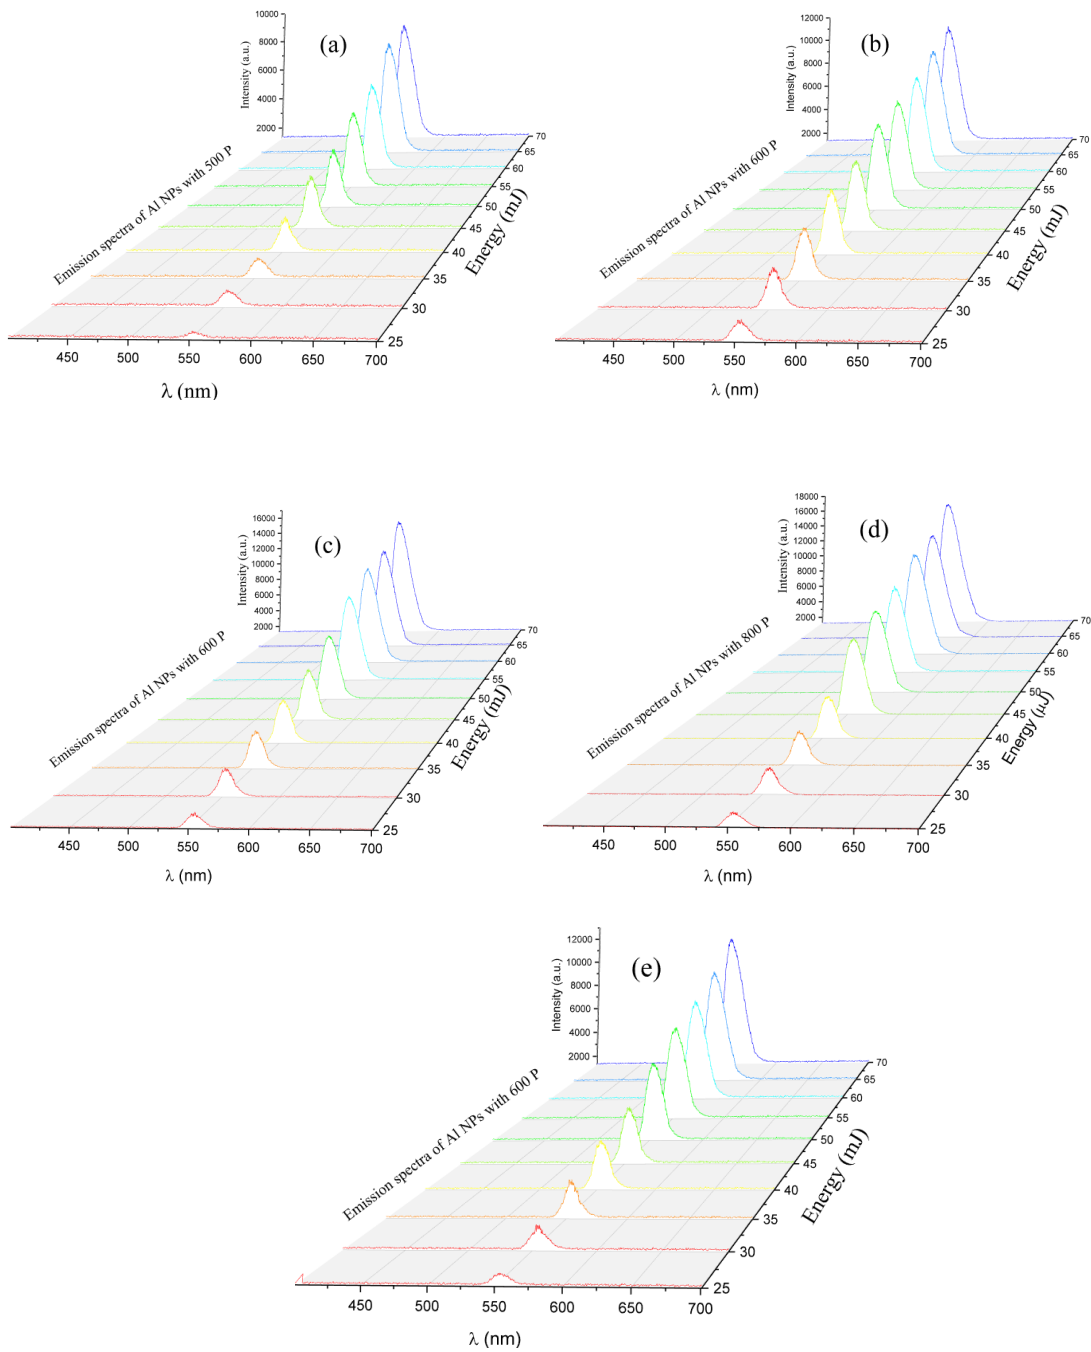 (a)
Intensity (a.u.)
10000
8000
6000
4000
2000
Emission spectra of Al NPs with 500 P
Energy (mJ)
70
65
60
55
50
45
40
35
30
25
450 500 550 600 650 700
λ (nm)
(b)
Intensity (a.u.)
12000
10000
8000
6000
4000
2000
Emission spectra of Al NPs with 600 P
Energy (mJ)
70
65
60
55
50
45
40
35
30
25
450 500 550 600 650 700
λ (nm)
(c)
Intensity (a.u.)
16000
14000
12000
10000
8000
6000
4000
2000
Emission spectra of Al NPs with 600 P
Energy (mJ)
70
65
60
55
50
45
40
35
30
25
450 500 550 600 650 700
λ (nm)
(d)
Intensity (a.u.)
18000
16000
14000
12000
10000
8000
6000
4000
2000
Emission spectra of Al NPs with 800 P
Energy (μJ)
70
65
60
55
50
45
40
35
30
25
450 500 550 600 650 700
λ (nm)
(e)
Intensity (a.u.)
12000
10000
8000
6000
4000
2000
Emission spectra of Al NPs with 600 P
Energy (mJ)
70
65
60
55
50
45
40
35
30
25
450 500 550 600 650 700
λ (nm)